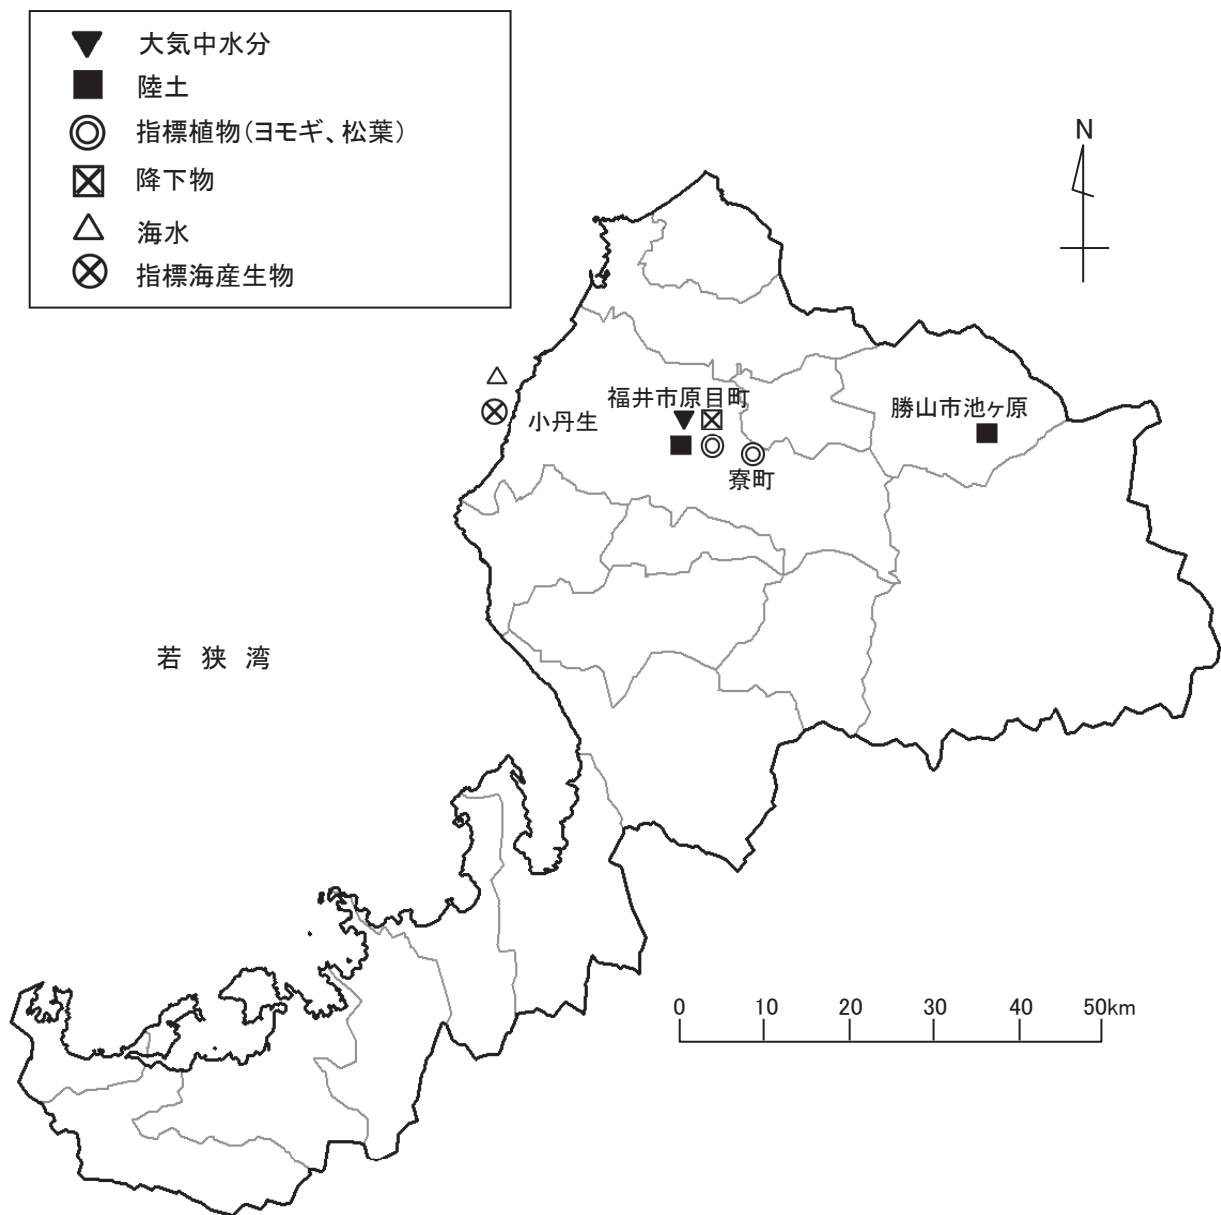 大気中水分
陸土
指標植物(ヨモギ、松葉)
降下物
海水
指標海産生物
N
福井市原目町
勝山市池ヶ原
小丹生
寮町
若狭湾
0 10 20 30 40 50km